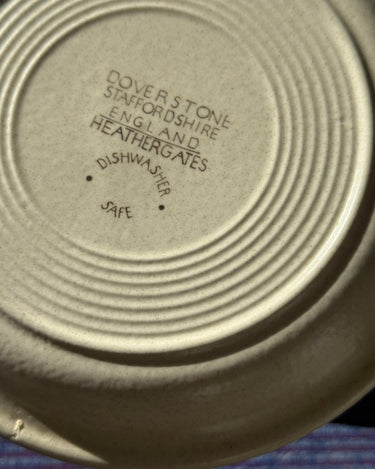 DOVERSTONE
STAFFORDSHIRE
ENGLAND
HEATHERGATES
DISHWASHER
SAFE